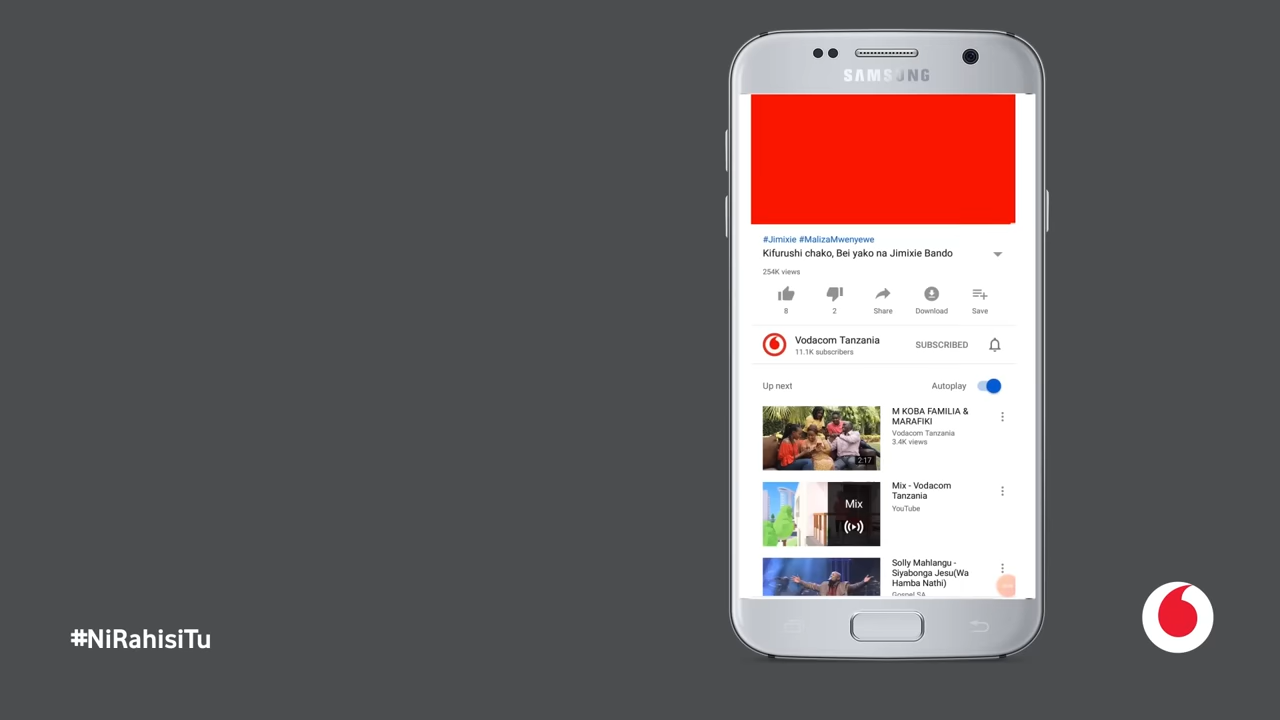 SAMSUNG
#Jimixie #MalizaMwenyewe
Kifurushi chako, Bei yako na Jimixie Bando
254K views
8
2
Share
Download
Save
Vodacom Tanzania
11.1K subscribers
SUBSCRIBED
Up next
Autoplay
M KOBA FAMILIA &
MARAFIKI
Vodacom Tanzania
3.4K views
2:17
Mix - Vodacom
Tanzania
YouTube
Mix
Solly Mahlangu -
Siyabonga Jesu(Wa
Hamba Nathi)
Gospel SA
#NiRahisiTu